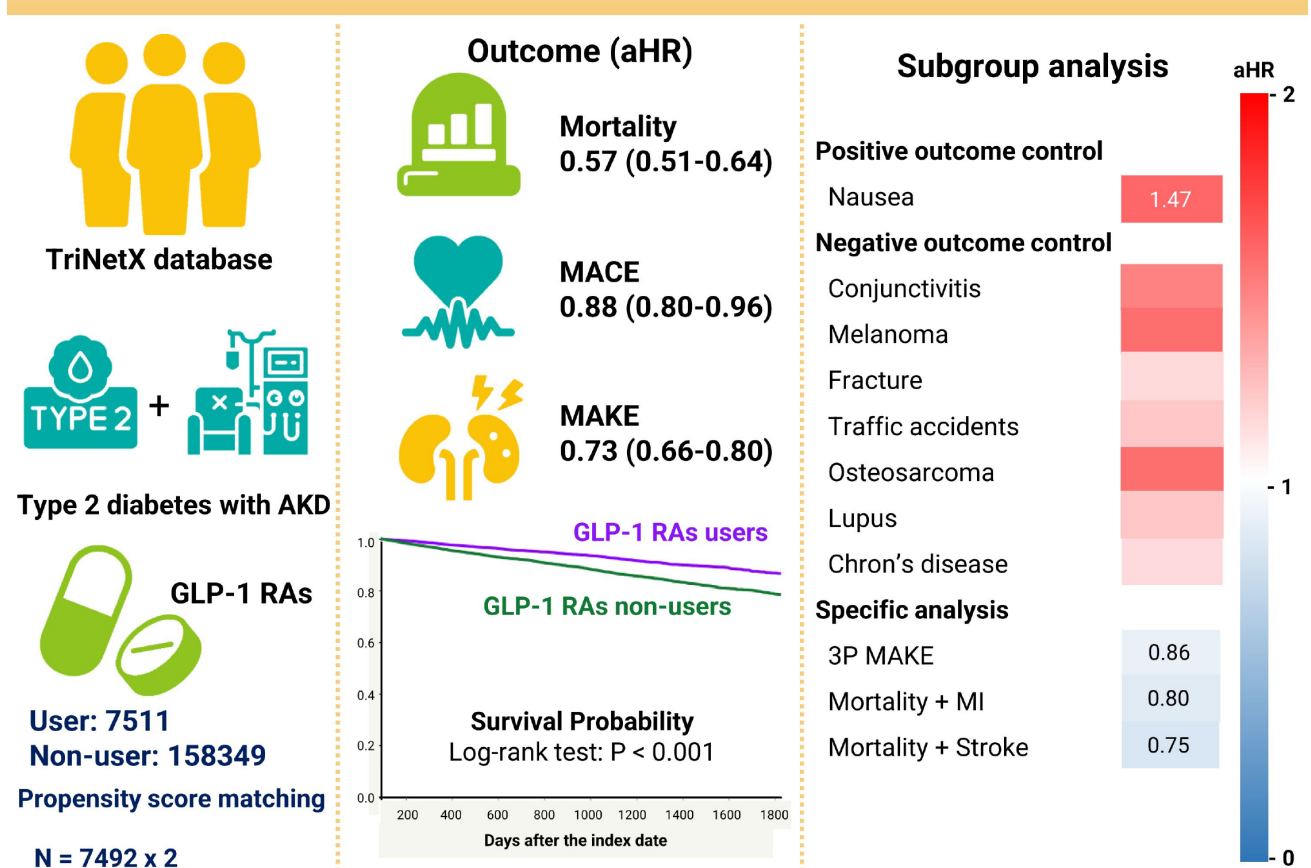 TriNetX database
TYPE 2
+
Type 2 diabetes with AKD
GLP-1 RAs
User: 7511
Non-user: 158349
Propensity score matching
N = 7492 x 2
Outcome (aHR)
Mortality
0.57 (0.51-0.64)
MACE
0.88 (0.80-0.96)
MAKE
0.73 (0.66-0.80)
GLP-1 RAs users
GLP-1 RAs non-users
Survival Probability
Log-rank test: P < 0.001
1.0
0.8
0.6
0.4
0.2
0.0
200 400 600 800 1000 1200 1400 1600 1800
Days after the index date
Subgroup analysis
aHR
Positive outcome control
Nausea 1.47
Negative outcome control
Conjunctivitis
Melanoma
Fracture
Traffic accidents
Osteosarcoma
Lupus
Chron's disease
Specific analysis
3P MAKE 0.86
Mortality + MI 0.80
Mortality + Stroke 0.75
- 2
- 1
- 0